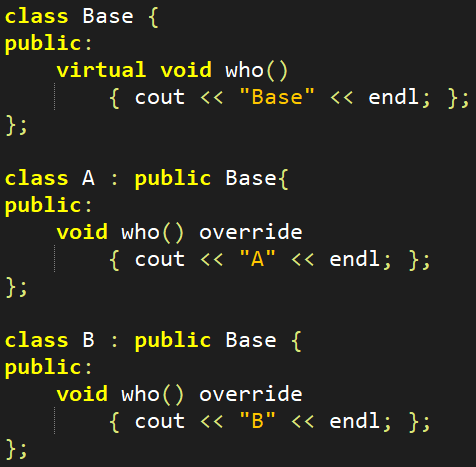 class Base {
public:
    virtual void who()
        { cout << "Base" << endl; };
};

class A : public Base{
public:
    void who() override
        { cout << "A" << endl; };
};

class B : public Base {
public:
    void who() override
        { cout << "B" << endl; };
};